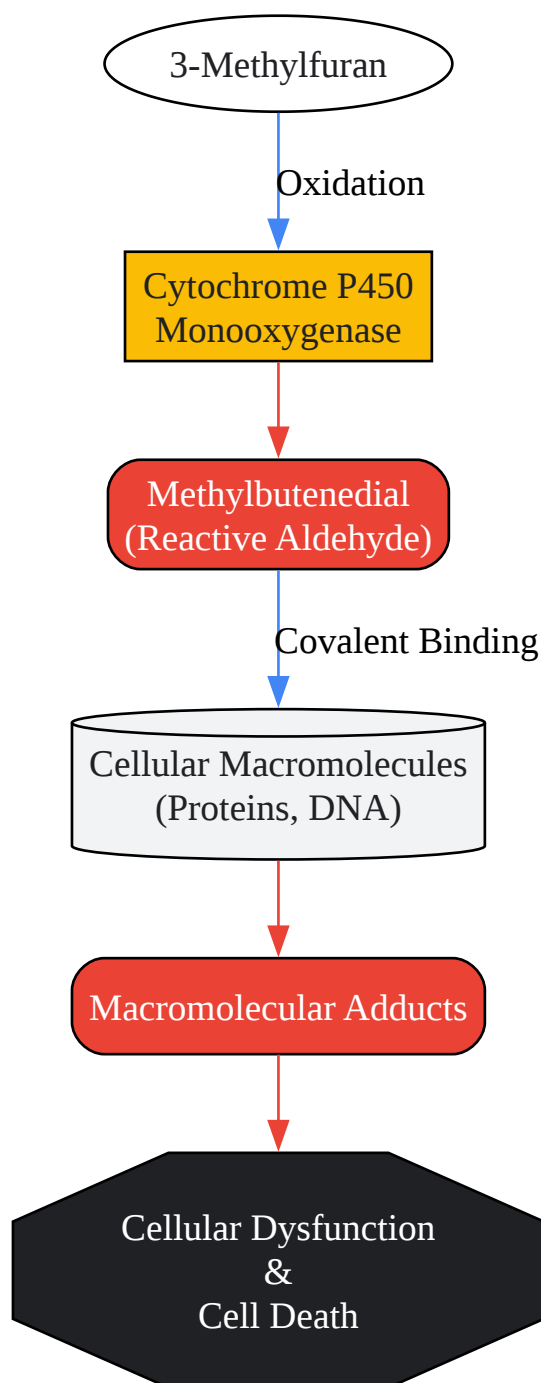 3-Methylfuran
Oxidation
Cytochrome P450
Monooxygenase
Methylbutenedial
(Reactive Aldehyde)
Covalent Binding
Cellular Macromolecules
(Proteins, DNA)
Macromolecular Adducts
Cellular Dysfunction
&
Cell Death